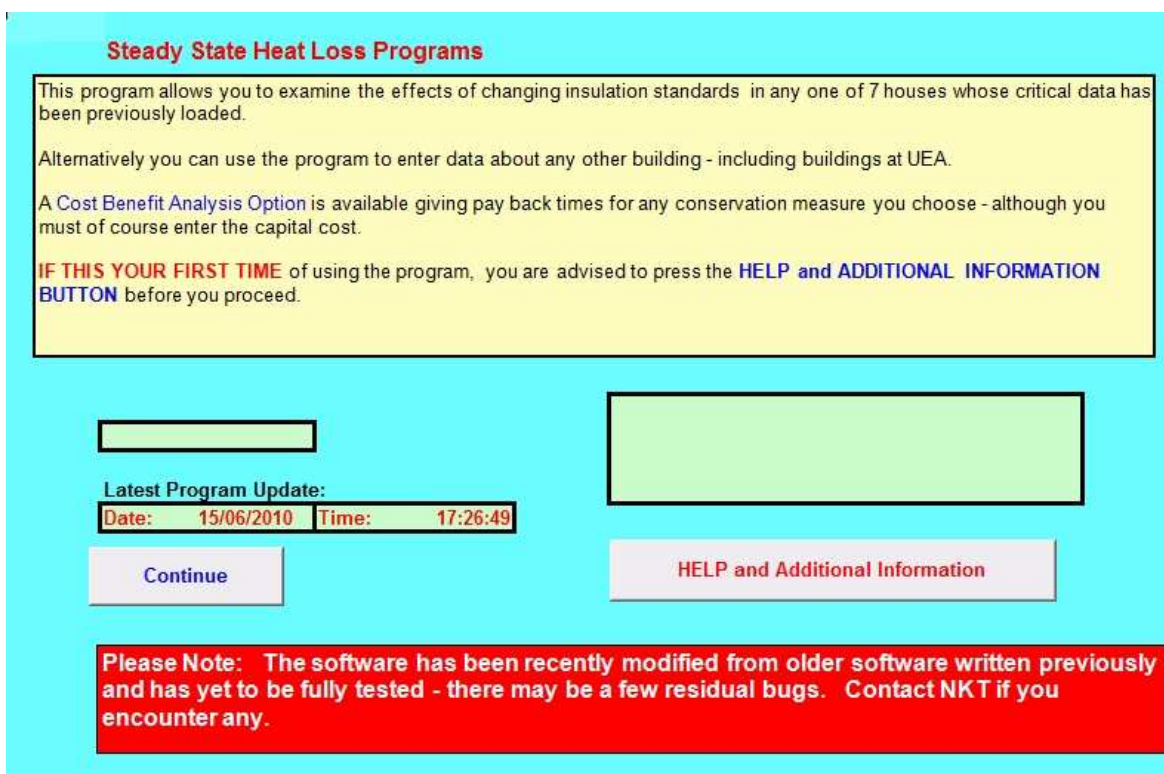 Steady State Heat Loss Programs
This program allows you to examine the effects of changing insulation standards in any one of 7 houses whose critical data has
been previously loaded.
Alternatively you can use the program to enter data about any other building - including buildings at UEA.
A Cost Benefit Analysis Option is available giving pay back times for any conservation measure you choose - although you
must of course enter the capital cost.
IF THIS YOUR FIRST TIME of using the program, you are advised to press the HELP and ADDITIONAL INFORMATION
BUTTON before you proceed.
Latest Program Update:
Date: 15/06/2010 Time: 17:26:49
Continue
HELP and Additional Information
Please Note: The software has been recently modified from older software written previously
and has yet to be fully tested - there may be a few residual bugs. Contact NKT if you
encounter any.